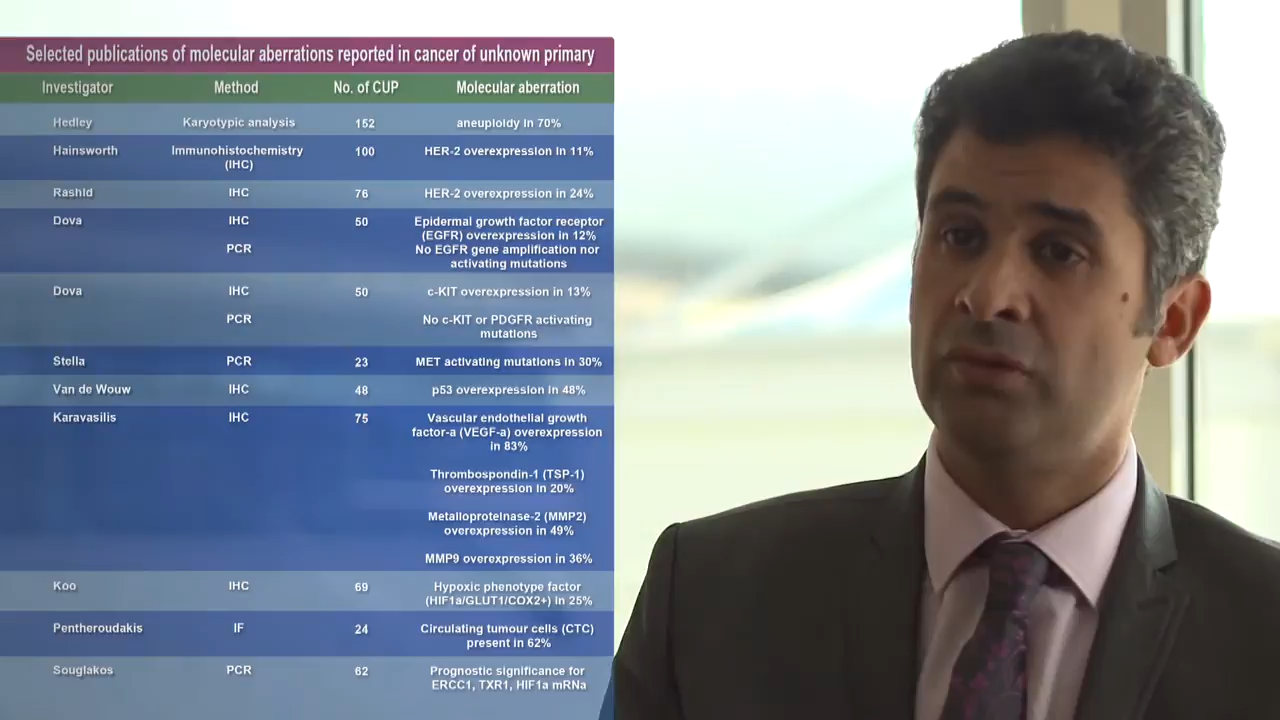 Selected publications of molecular aberrations reported in cancer of unknown primary
Investigator Method No. of CUP Molecular aberration
Hedley Karyotypic analysis 152 aneuploidy in 70%
Hainsworth Immunohistochemistry 100 HER-2 overexpression in 11%
(IHC)
Rashid IHC 76 HER-2 overexpression in 24%
Dova IHC 50 Epidermal growth factor receptor
(EGFR) overexpression in 12%
PCR No EGFR gene amplification nor
activating mutations
Dova IHC 50 c-KIT overexpression in 13%
PCR No c-KIT or PDGFR activating
mutations
Stella PCR 23 MET activating mutations in 30%
Van de Wouw IHC 48 p53 overexpression in 48%
Karavasilis IHC 75 Vascular endothelial growth
factor-a (VEGF-a) overexpression
in 83%
Thrombospondin-1 (TSP-1)
overexpression in 20%
Metalloproteinase-2 (MMP2)
overexpression in 49%
MMP9 overexpression in 36%
Koo IHC 69 Hypoxic phenotype factor
(HIF1a/GLUT1/COX2+) in 25%
Pentheroudakis IF 24 Circulating tumour cells (CTC)
present in 62%
Souglakos PCR 62 Prognostic significance for
ERCC1, TXR1, HIF1a mRNa